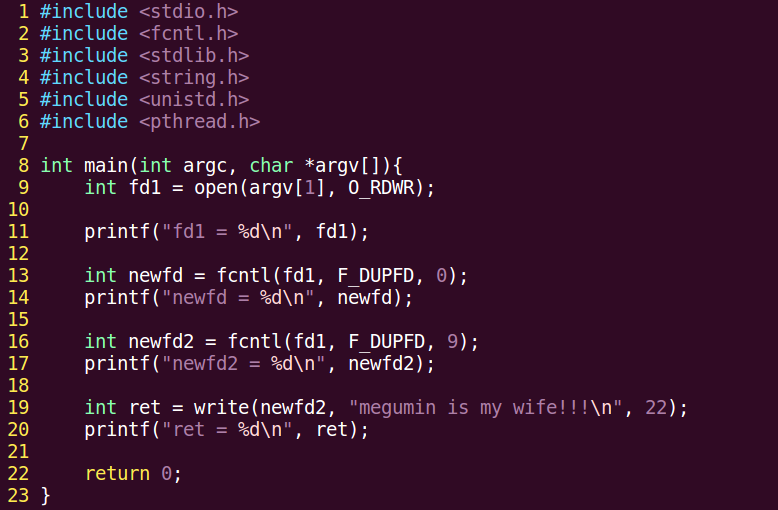 1 #include <stdio.h>
2 #include <fcntl.h>
3 #include <stdlib.h>
4 #include <string.h>
5 #include <unistd.h>
6 #include <pthread.h>
7
8 int main(int argc, char *argv[]){
9     int fd1 = open(argv[1], O_RDWR);
10
11     printf("fd1 = %d\n", fd1);
12
13     int newfd = fcntl(fd1, F_DUPFD, 0);
14     printf("newfd = %d\n", newfd);
15
16     int newfd2 = fcntl(fd1, F_DUPFD, 9);
17     printf("newfd2 = %d\n", newfd2);
18
19     int ret = write(newfd2, "megumin is my wife!!!\n", 22);
20     printf("ret = %d\n", ret);
21
22     return 0;
23 }